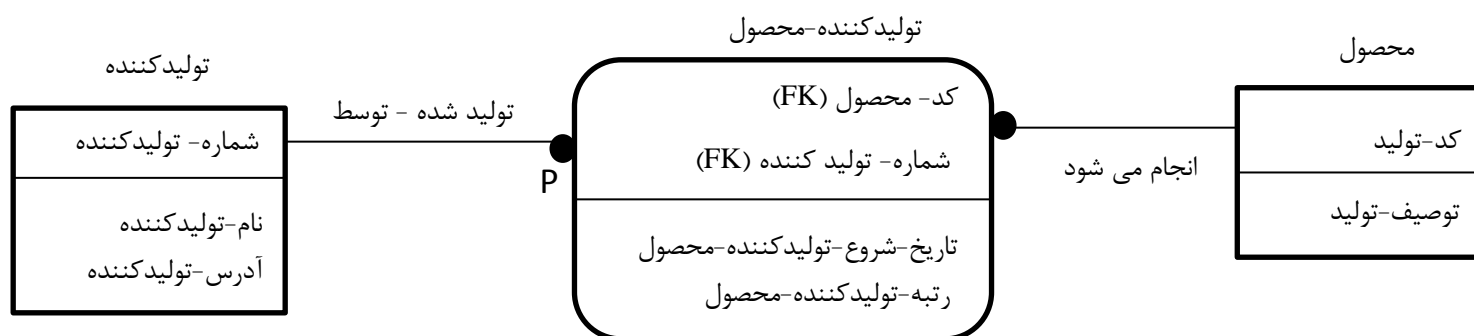 محصول
کد-تولید
توصیف-تولید
انجام می شود
تولیدکننده-محصول
کد- محصول (FK)
شماره- تولید کننده (FK)
تاریخ-شروع-تولیدکننده-محصول
رتبه-تولیدکننده-محصول
تولید شده - توسط
P
تولیدکننده
شماره- تولیدکننده
نام-تولیدکننده
آدرس-تولیدکننده